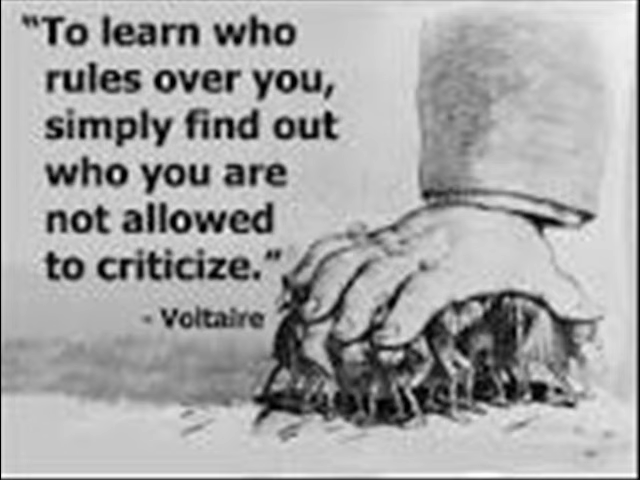 “To learn who
rules over you,
simply find out
who you are
not allowed
to criticize.”
- Voltaire